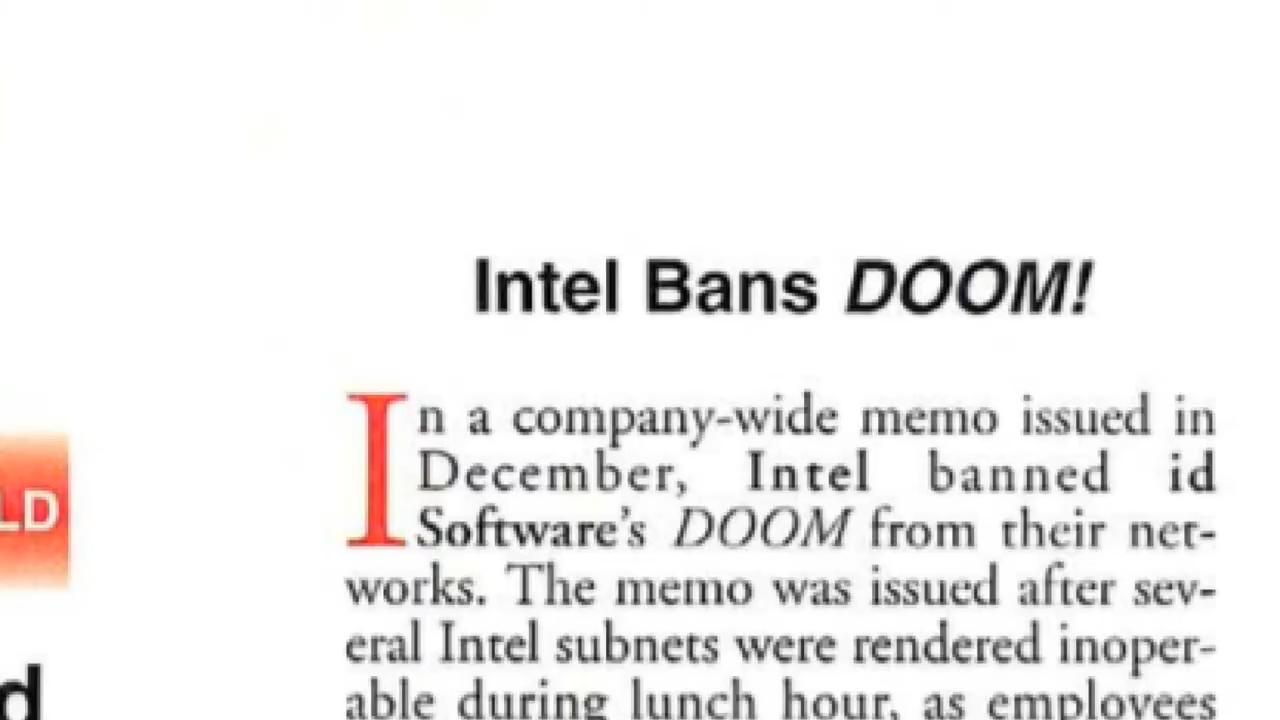 Intel Bans DOOM!
In a company-wide memo issued in
December, Intel banned id
Software's DOOM from their net-
works. The memo was issued after sev-
eral Intel subnets were rendered inoper-
able during lunch hour, as employees
LD
d